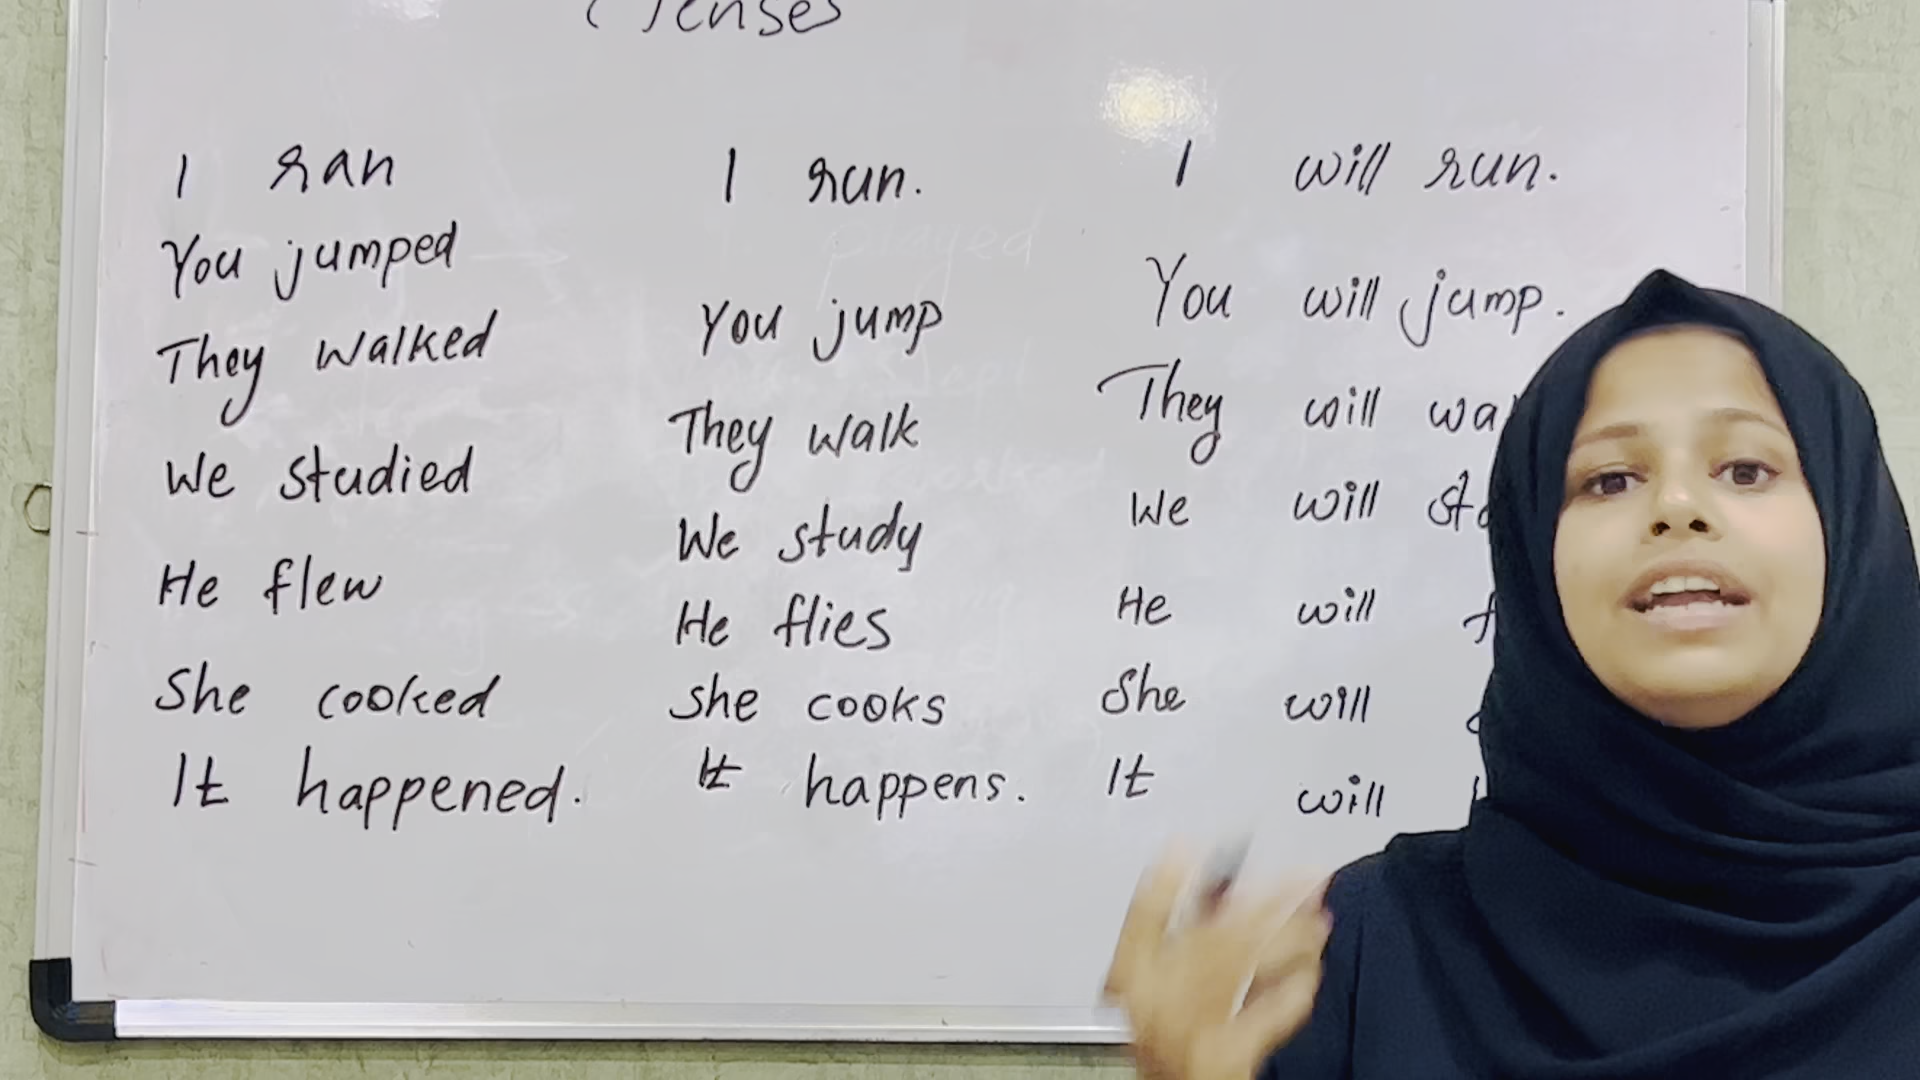 Tenses
I ran
You jumped
They walked
We studied
He flew
She cooked
It happened.
I run.
You jump
They walk
We study
He flies
She cooks
It happens.
I will run.
You will jump.
They will
We will
He will
She will
It will